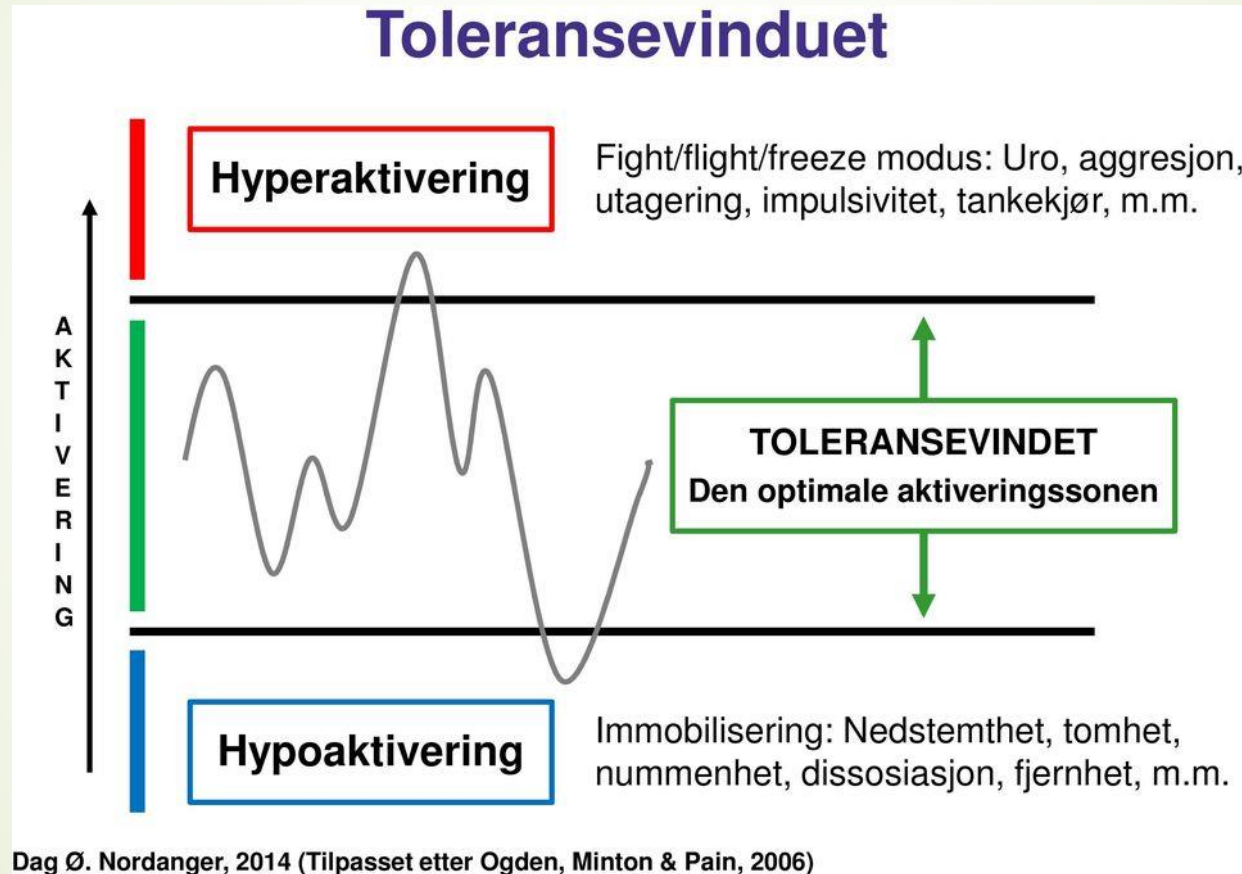 Toleransevinduet
Hyperaktivering
Fight/flight/freeze modus: Uro, aggresjon,
utagering, impulsivitet, tankekjør, m.m.
AKTIVERING
TOLERANSEVINDET
Den optimale aktiveringssonen
Hypoaktivering
Immobilisering: Nedstemthet, tomhet,
nummenhet, dissosiasjon, fjernhet, m.m.
Dag Ø. Nordanger, 2014 (Tilpasset etter Ogden, Minton & Pain, 2006)